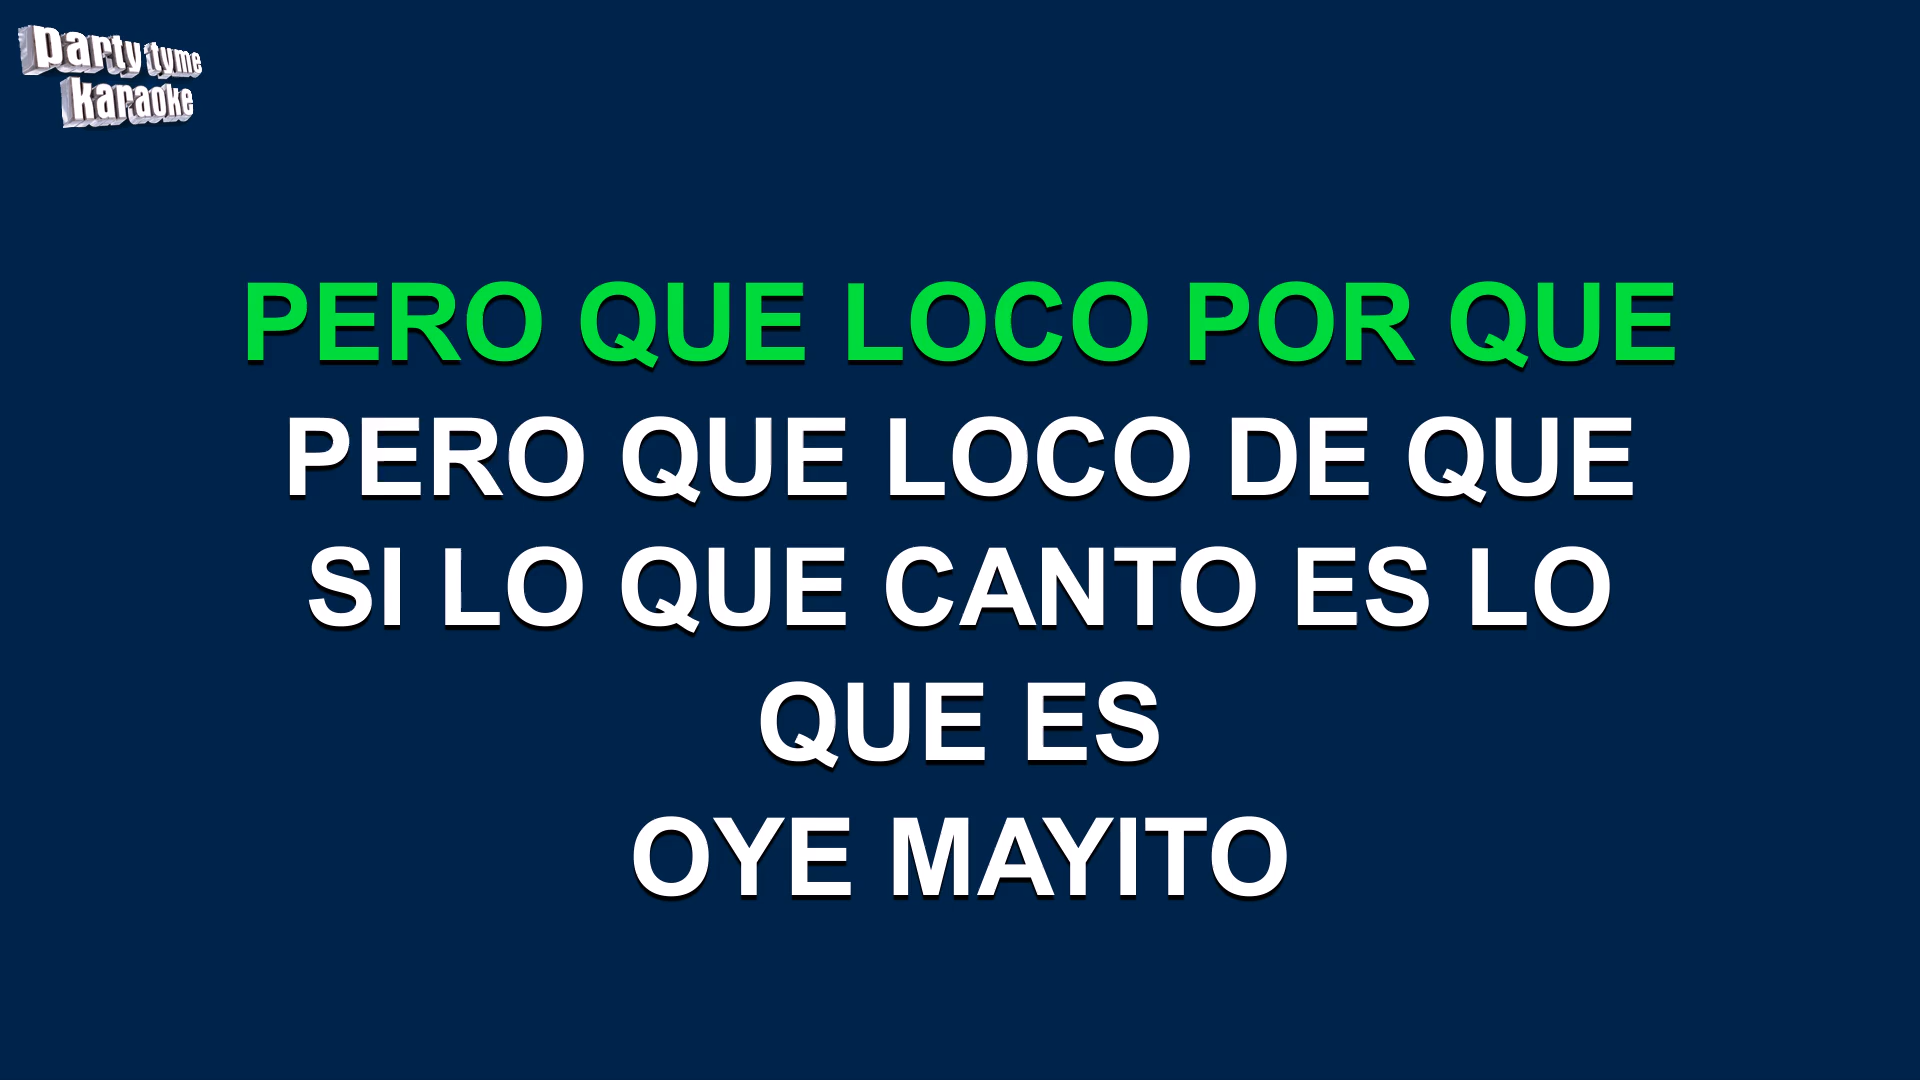 party tyme
karaoke
PERO QUE LOCO POR QUE
PERO QUE LOCO DE QUE
SI LO QUE CANTO ES LO
QUE ES
OYE MAYITO